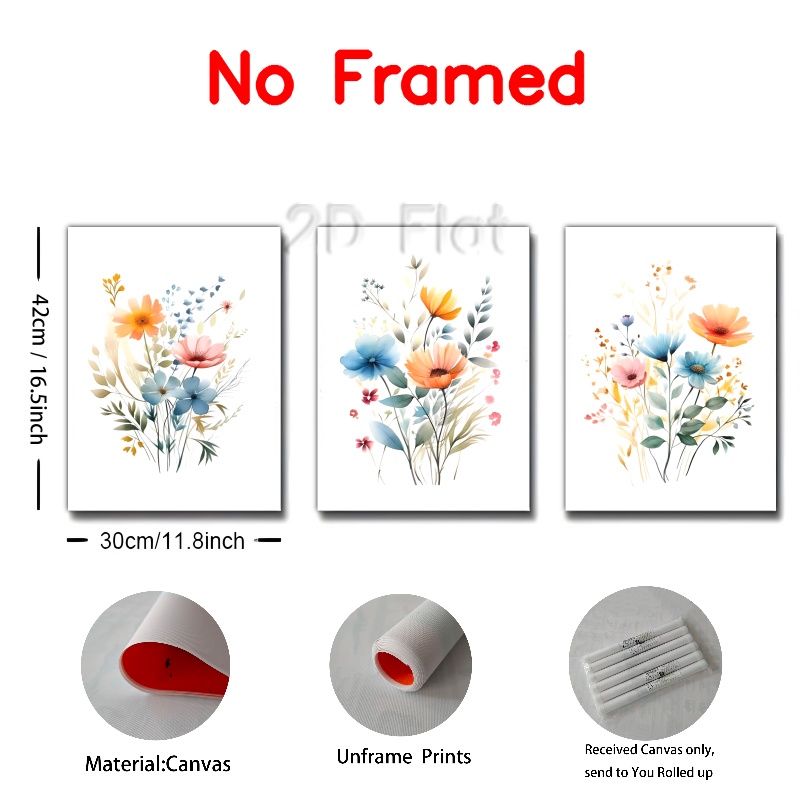 No Framed
2D Flat
42cm / 16.5inch
30cm/11.8inch
Material:Canvas
Unframe Prints
Received Canvas only,
send to You Rolled up